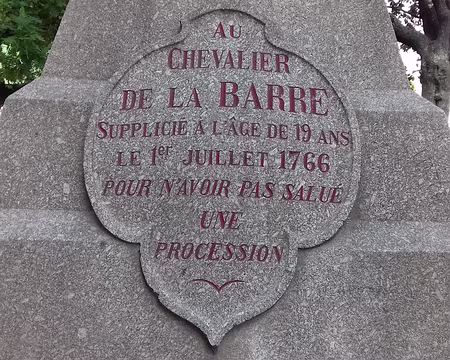 AU
CHEVALIER
DE LA BARRE
SUPPLICIÉ A L'ÂGE DE 19 ANS
LE 1er JUILLET 1766
POUR N'AVOIR PAS SALUÉ
UNE
PROCESSION